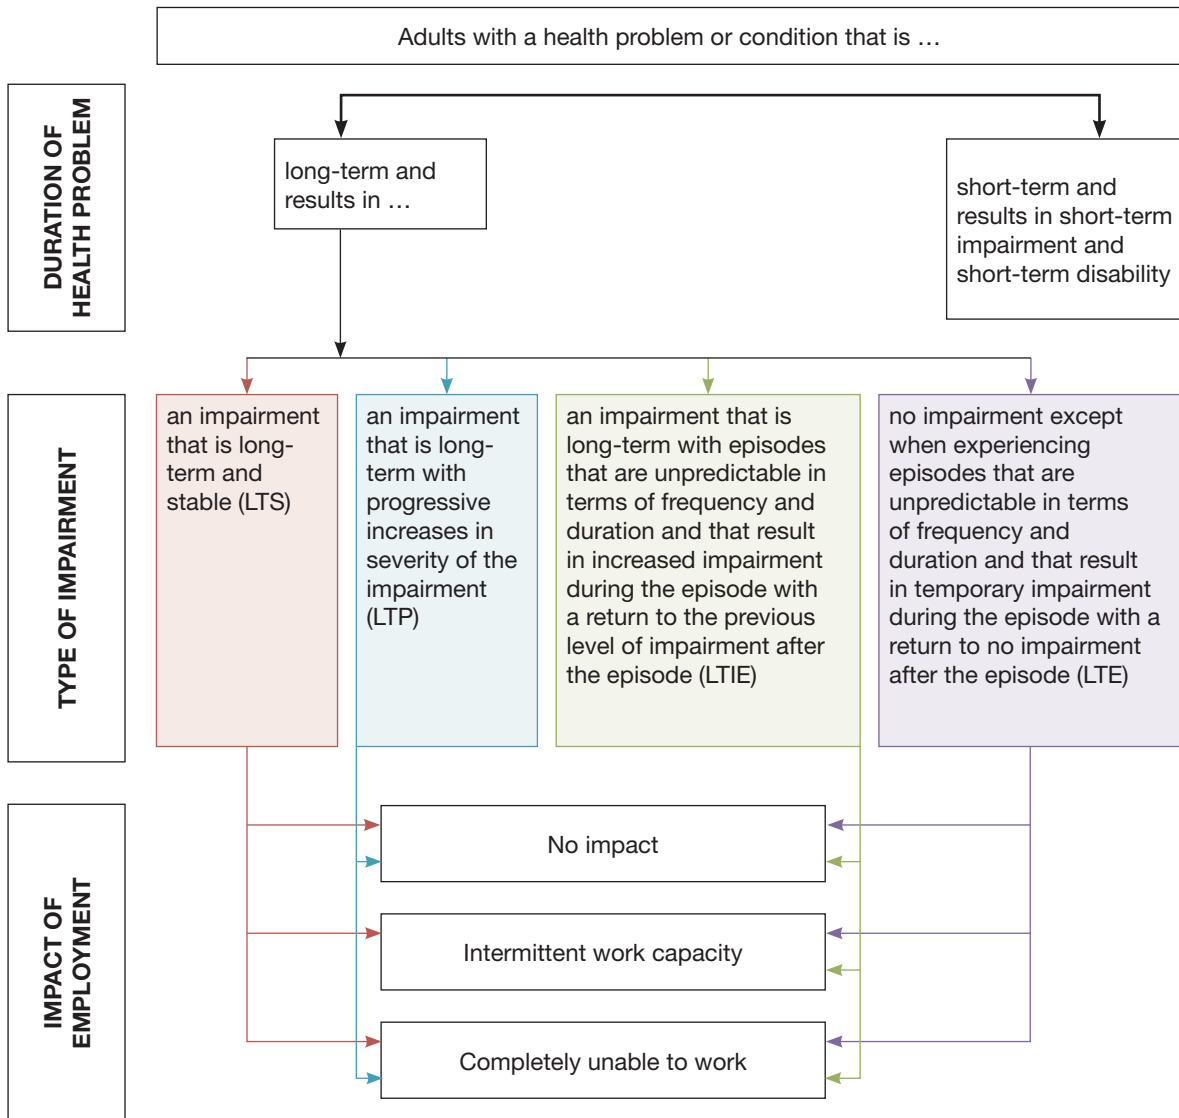 Adults with a health problem or condition that is …
DURATION OF
HEALTH PROBLEM
long-term and
results in …
short-term and
results in short-term
impairment and
short-term disability
TYPE OF IMPAIRMENT
an impairment
that is long-
term and
stable (LTS)
an impairment
that is long-
term with
progressive
increases in
severity of the
impairment
(LTP)
an impairment that is
long-term with episodes
that are unpredictable in
terms of frequency and
duration and that result
in increased impairment
during the episode with
a return to the previous
level of impairment after
the episode (LTIE)
no impairment except
when experiencing
episodes that are
unpredictable in terms
of frequency and
duration and that result
in temporary impairment
during the episode with a
return to no impairment
after the episode (LTE)
IMPACT OF
EMPLOYMENT
No impact
Intermittent work capacity
Completely unable to work